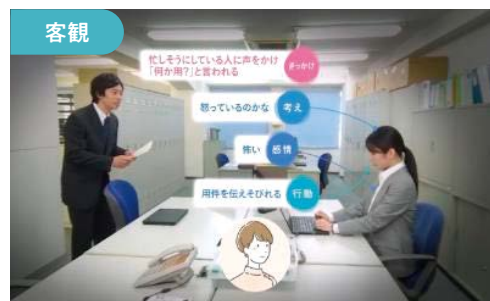 客観
忙しそうにしている人に声をかけ
「何か用?」と言われる
きっかけ
怒っているのかな
考え
怖い
感情
用件を伝えそびれる
行動